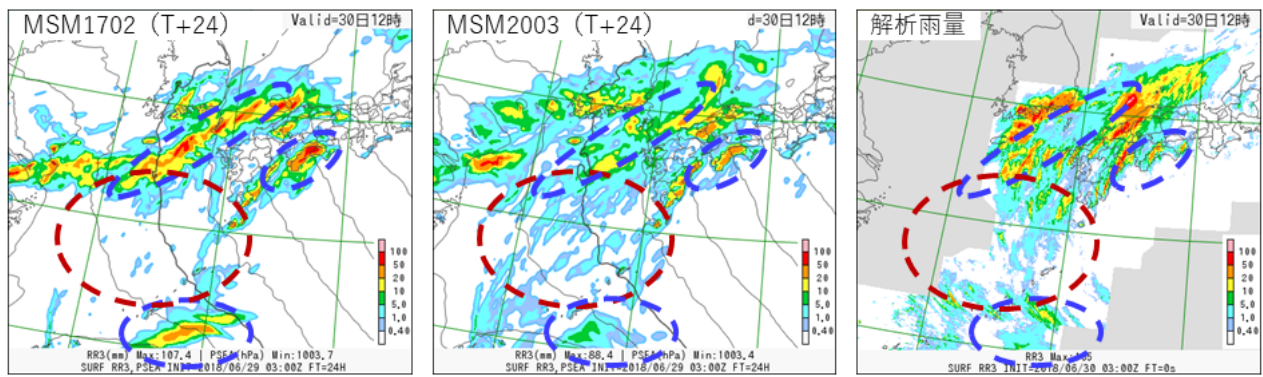 MSM1702（T+24）
Valid=30日12時
100
50
20
10
5.0
1.0
0.40
RR3(mm) Max:107.4 | PSEA(hPa) Min:1003.7
SURF RR3,PSEA INIT=2018/06/29 03:00Z FT=24H
MSM2003（T+24）
d=30日12時
100
50
20
10
5.0
1.0
0.40
RR3(mm) Max:88.4 | PSEA(hPa) Min:1003.4
SURF RR3,PSEA INIT=2018/06/29 03:00Z FT=24H
解析雨量
Valid=30日12時
100
50
20
10
5.0
1.0
0.40
SURF RR3 INIT=2018/06/30 03:00Z FT=0s